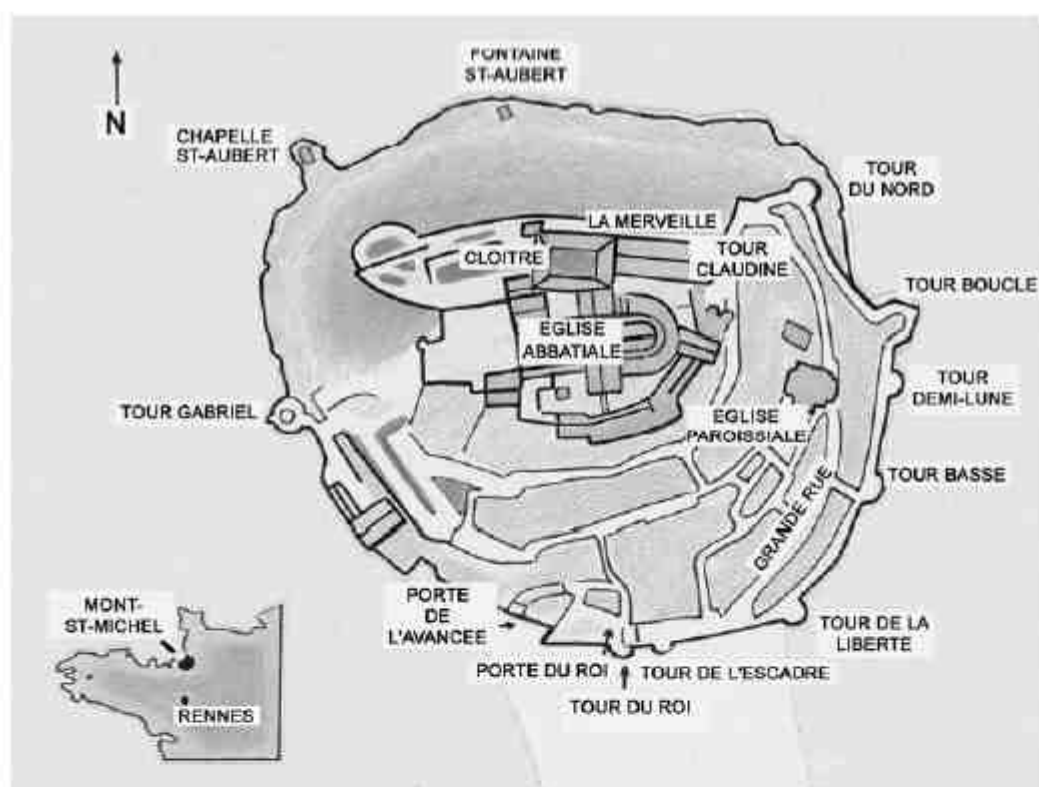 FONTAINE
ST-AUBERT
N
CHAPELLE
ST-AUBERT
TOUR
DU NORD
LA MERVEILLE
CLOITRE
TOUR
CLAUDINE
TOUR BOUCLE
EGLISE
ABBATIALE
TOUR
DEMI-LUNE
TOUR GABRIEL
EGLISE
PAROISSIALE
TOUR BASSE
GRANDE RUE
MONT-
ST-MICHEL
PORTE
DE
L'AVANCEE
TOUR DE LA
LIBERTE
PORTE DU ROI
TOUR DE L'ESCADRE
TOUR DU ROI
RENNES